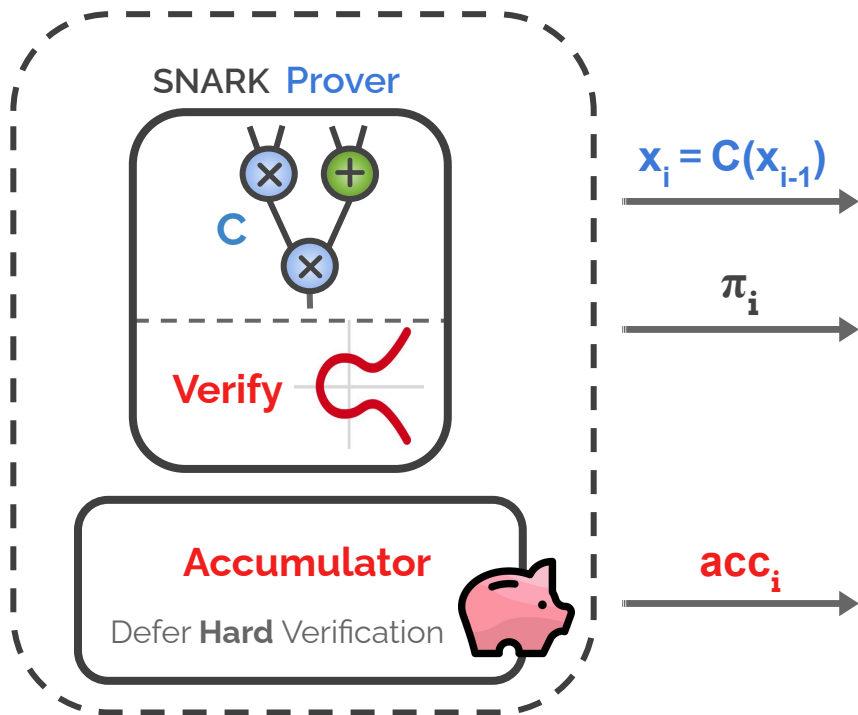 SNARK Prover
×
+
C
×
Verify
Accumulator
Defer Hard Verification
xᵢ = C(xᵢ₋₁)
πᵢ
accᵢ